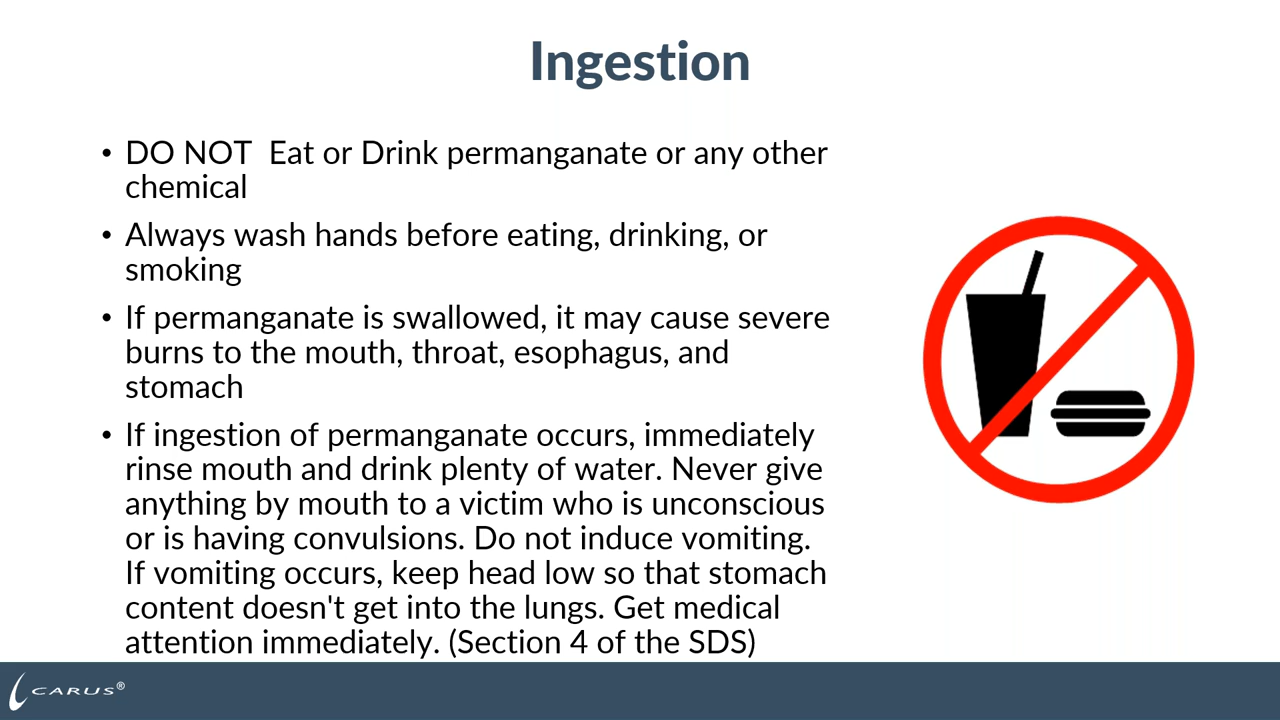 Ingestion
• DO NOT  Eat or Drink permanganate or any other
chemical
• Always wash hands before eating, drinking, or
smoking
• If permanganate is swallowed, it may cause severe
burns to the mouth, throat, esophagus, and
stomach
• If ingestion of permanganate occurs, immediately
rinse mouth and drink plenty of water. Never give
anything by mouth to a victim who is unconscious
or is having convulsions. Do not induce vomiting.
If vomiting occurs, keep head low so that stomach
content doesn't get into the lungs. Get medical
attention immediately. (Section 4 of the SDS)
CARUS®